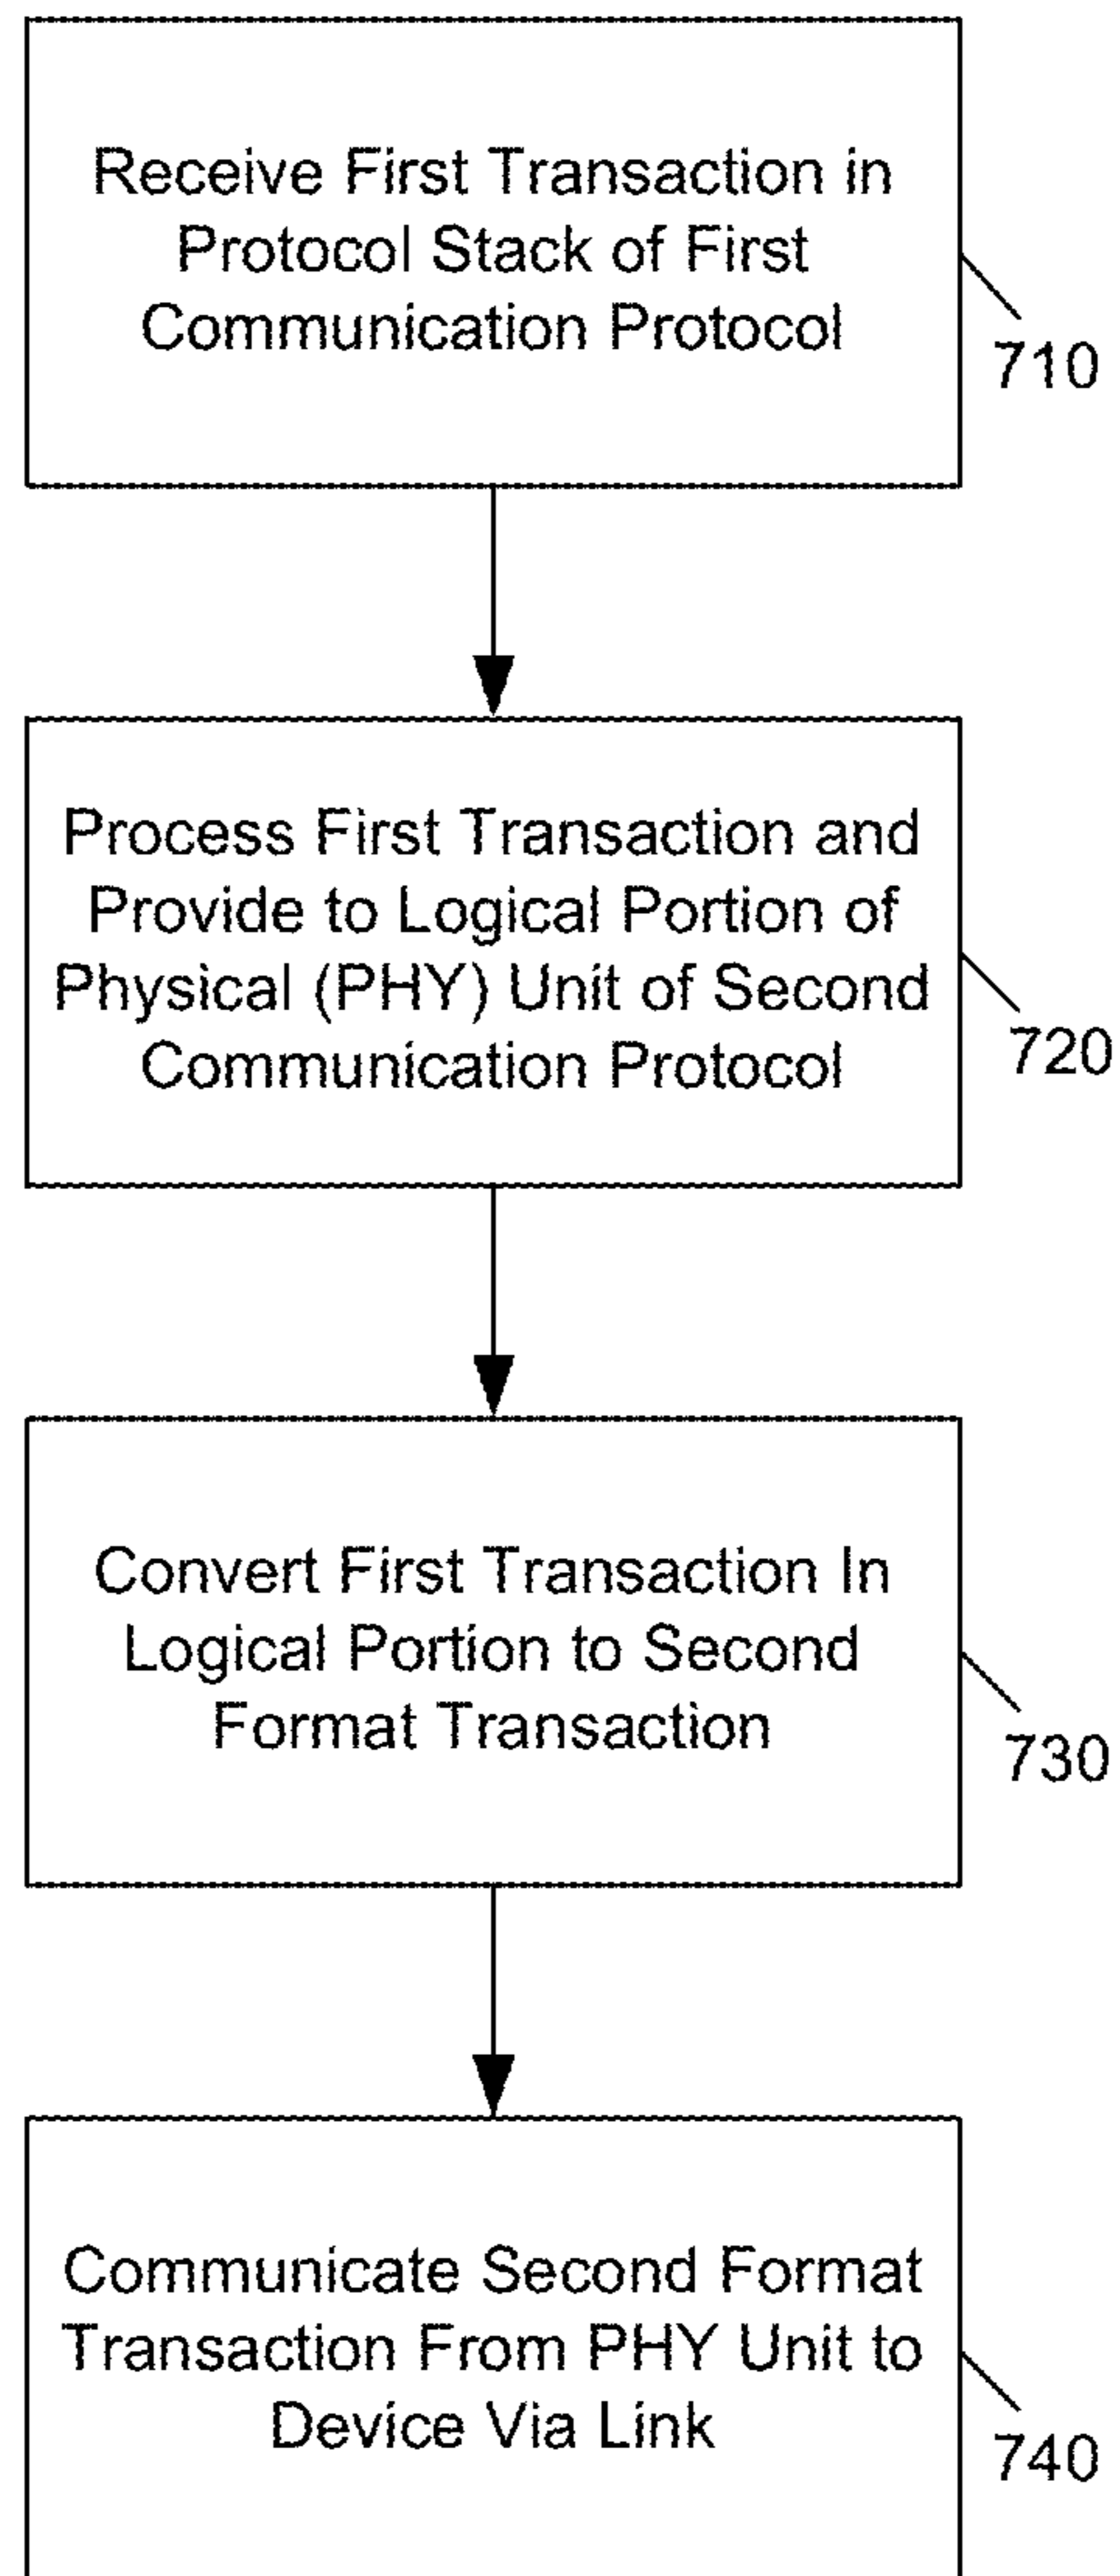 Receive First Transaction in
Protocol Stack of First
Communication Protocol
710
Process First Transaction and
Provide to Logical Portion of
Physical (PHY) Unit of Second
Communication Protocol
720
Convert First Transaction In
Logical Portion to Second
Format Transaction
730
Communicate Second Format
Transaction From PHY Unit to
Device Via Link
740